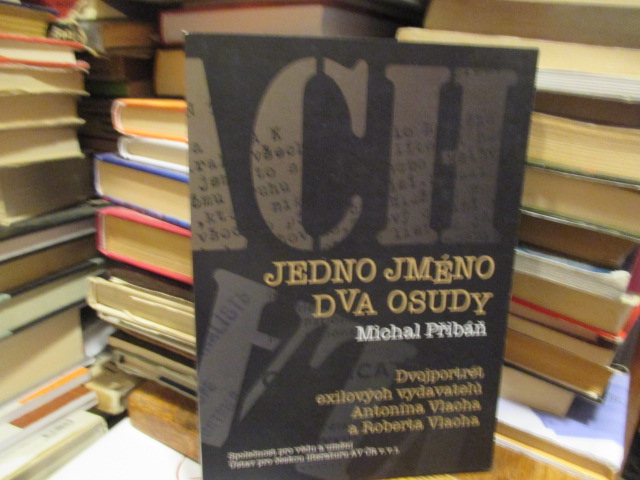 ACH
JEDNO JMÉNO
DVA OSUDY
Michal Přibáň
Dvojportrét
exilových vydavatelů
Antonína Vlacha
a Roberta Vlacha
Společnost pro vědu a umění
Ústav pro českou literaturu AV ČR v.v.i.